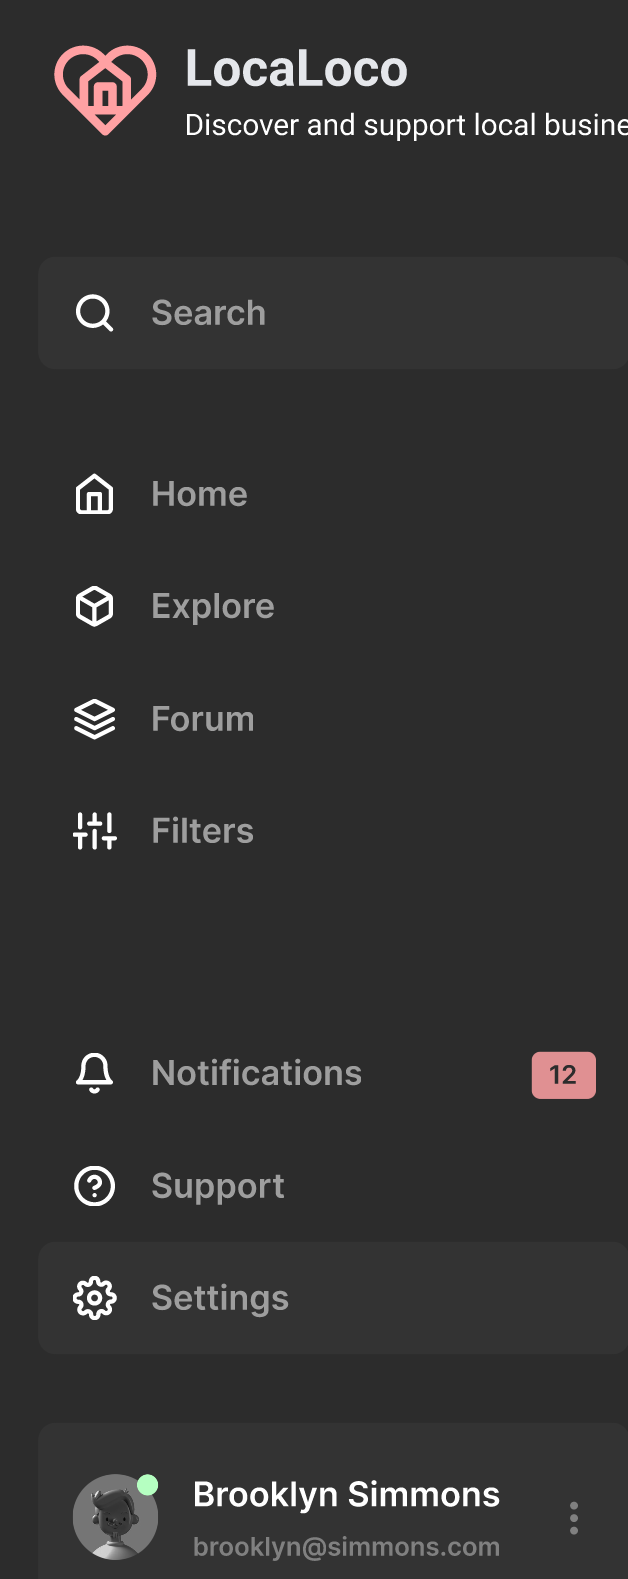 LocaLoco
Discover and support local busine
Search
Home
Explore
Forum
Filters
Notifications
12
Support
Settings
Brooklyn Simmons
brooklyn@simmons.com